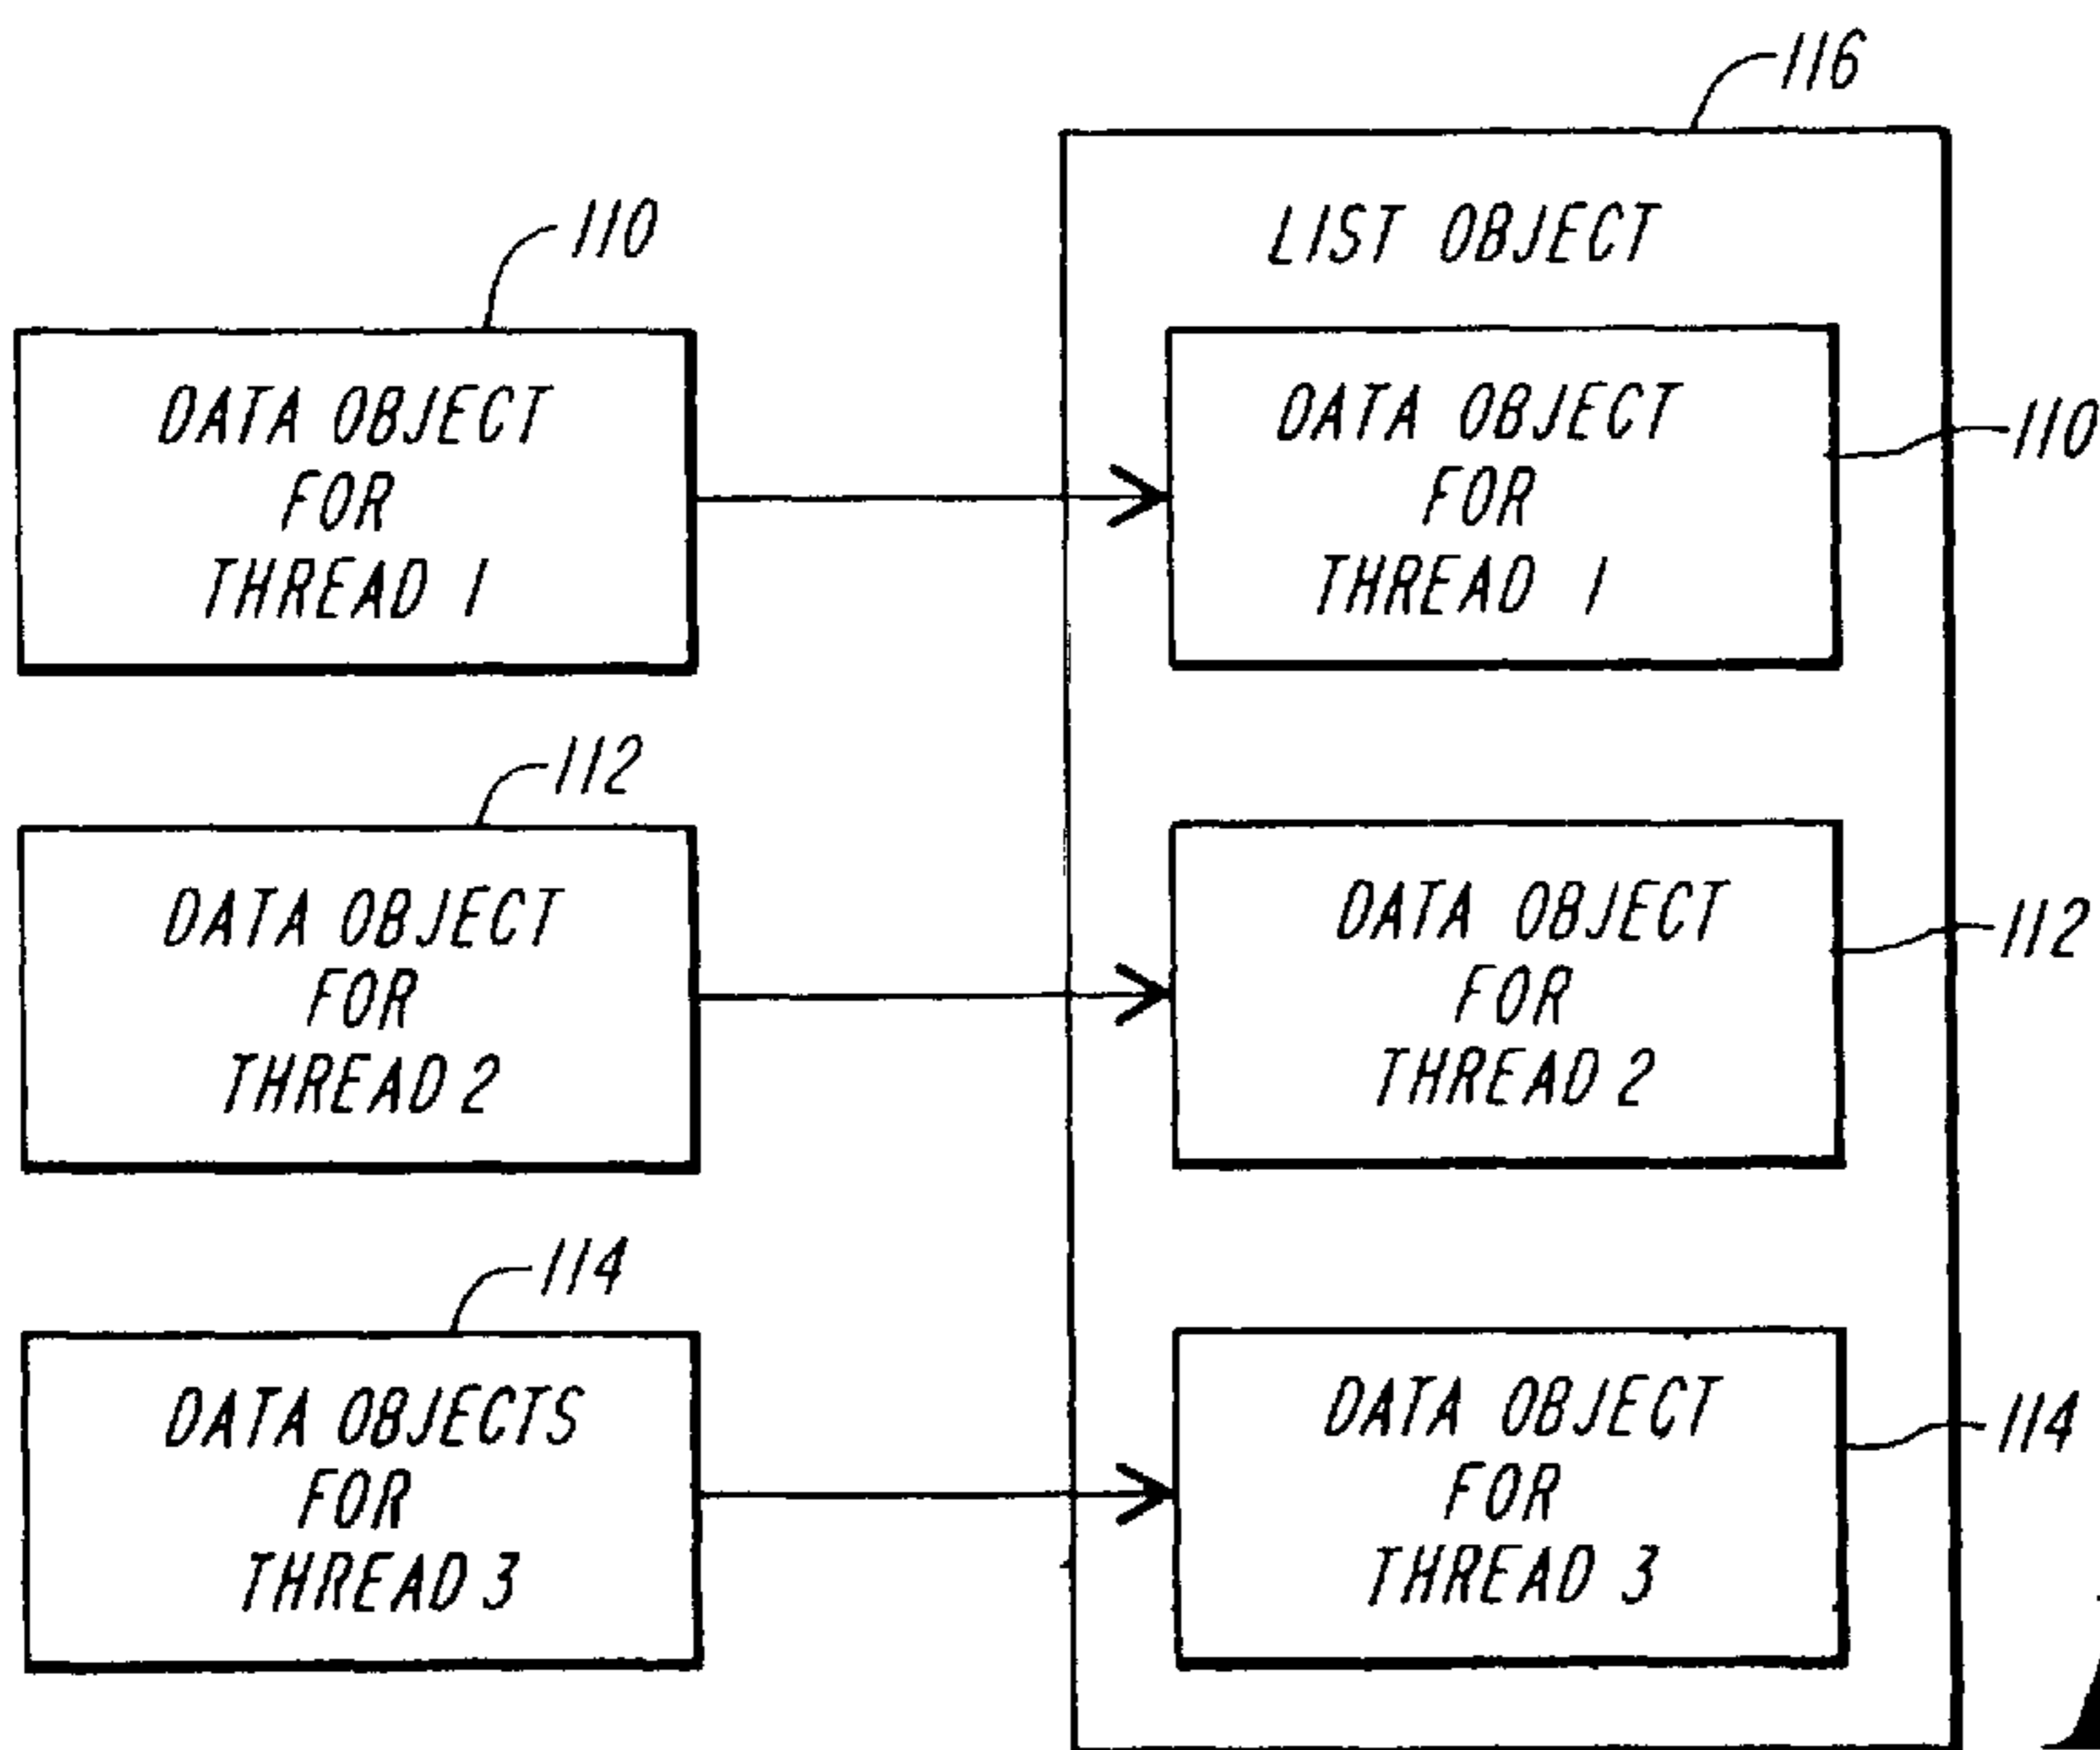 116
LIST OBJECT
110
DATA OBJECT
FOR
THREAD 1
DATA OBJECT
FOR
THREAD 1
110
112
DATA OBJECT
FOR
THREAD 2
DATA OBJECT
FOR
THREAD 2
112
114
DATA OBJECTS
FOR
THREAD 3
DATA OBJECT
FOR
THREAD 3
114